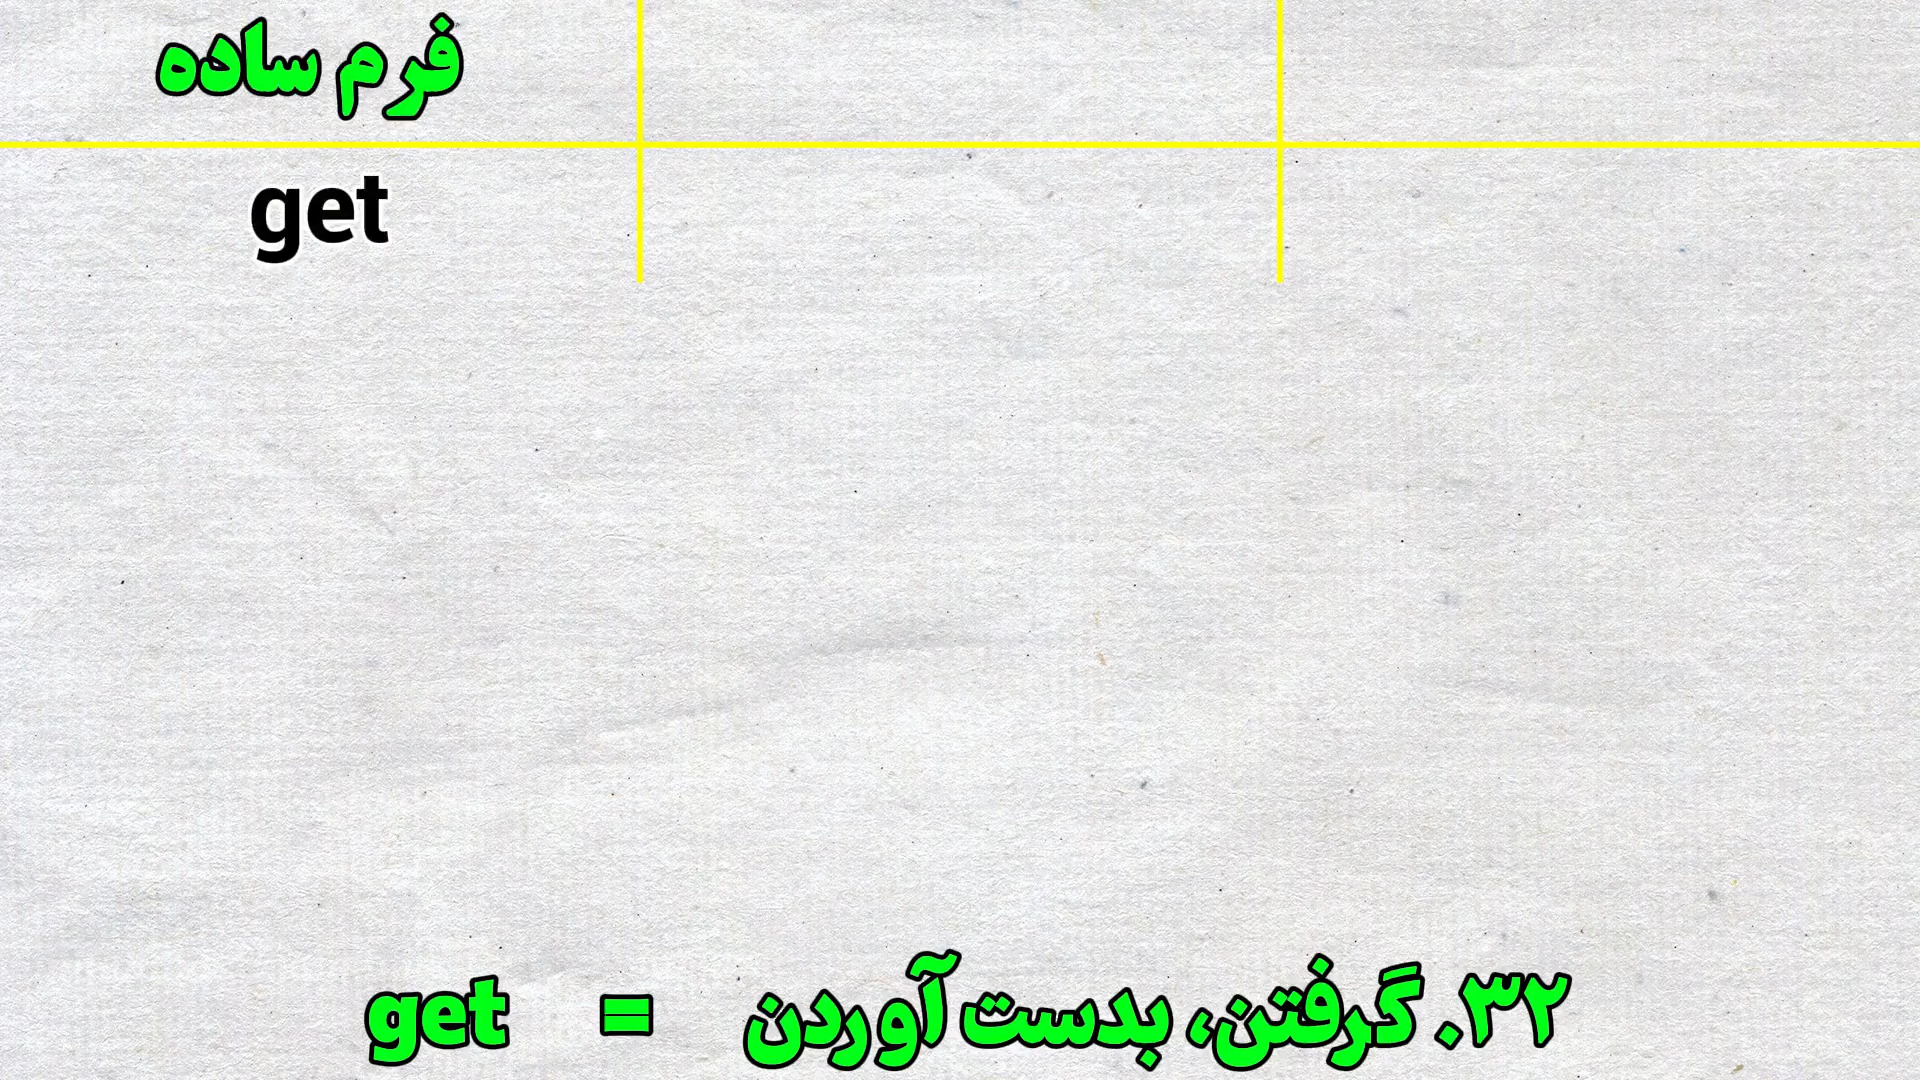 فرم ساده
get
۳۲. گرفتن، بدست آوردن = get